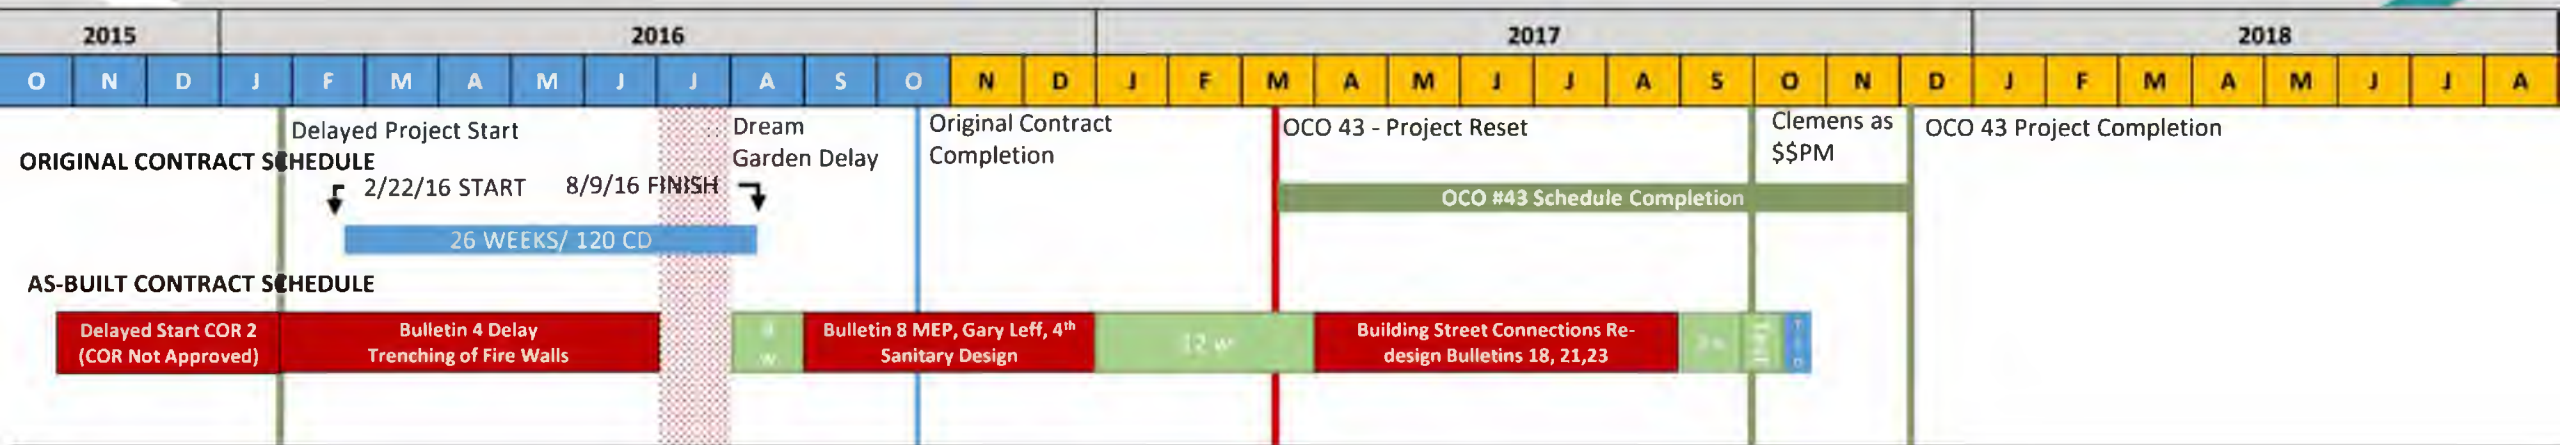 2015 2016 2017 2018
O N D J F M A M J J A S O N D J F M A M J J A S O N D J F M A M J J A
Delayed Project Start
Dream
Garden Delay
Original Contract
Completion
OCO 43 - Project Reset
Clemens as
$$PM
OCO 43 Project Completion
ORIGINAL CONTRACT SCHEDULE
2/22/16 START 8/9/16 FINISH
OCO #43 Schedule Completion
26 WEEKS/ 120 CD
AS-BUILT CONTRACT SCHEDULE
Delayed Start COR 2
(COR Not Approved)
Bulletin 4 Delay
Trenching of Fire Walls
w
Bulletin 8 MEP, Gary Leff, 4th
Sanitary Design
12 w
Building Street Connections Re-
design Bulletins 18, 21,23